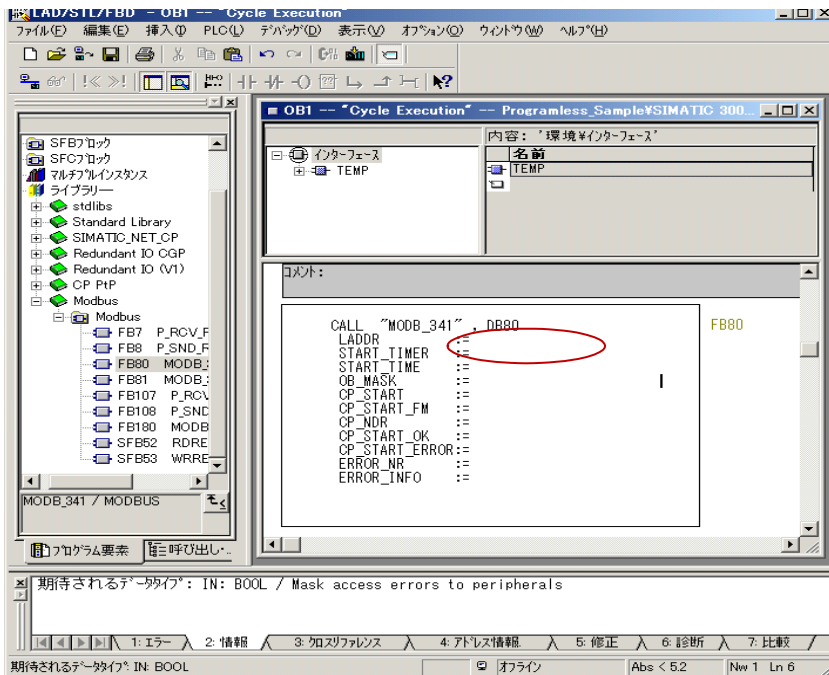 LAD/STL/FBD - OB1 -- "Cycle Execution"
ファイル(F) 編集(E) 挿入(I) PLC(L) デバッグ(D) 表示(V) オプション(O) ウィンドウ(W) ヘルプ(H)
SFBブロック
SFCブロック
マルチプルインスタンス
ライブラリー
stdlibs
Standard Library
SIMATIC_NET_CP
Redundant IO CGP
Redundant IO (V1)
CP PtP
Modbus
Modbus
FB7 P_RCV_F
FB8 P_SND_R
FB80 MODB_
FB81 MODB_
FB107 P_RCV
FB108 P_SND
FB180 MODB
SFB52 RDRE
SFB53 WRRE
MODB_341 / MODBUS
プログラム要素 呼び出し・..
OB1 -- "Cycle Execution" -- Programless_Sample¥SIMATIC 300...
インターフェース
TEMP
内容: '環境¥インターフェース'
名前
TEMP
コメント:
CALL "MODB_341" , DB80 FB80
LADDR :=
START_TIMER :=
START_TIME :=
OB_MASK :=
CP_START :=
CP_START_FM :=
CP_NDR :=
CP_START_OK :=
CP_START_ERROR:=
ERROR_NR :=
ERROR_INFO :=
期待されるデータタイプ: IN: BOOL / Mask access errors to peripherals
1: エラー 2: 情報 3: クロスリファレンス 4: アドレス情報. 5: 修正 6: 診断 7: 比較
期待されるデータタイプ: IN: BOOL オフライン Abs < 5.2 Nw 1 Ln 6